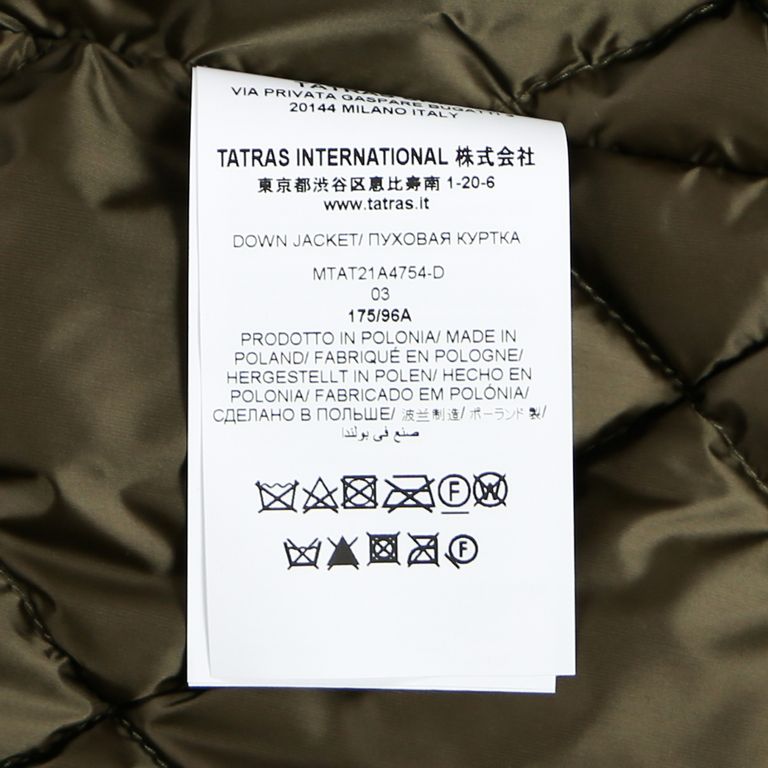 VIA PRIVATA GASPARE BUGATTI
20144 MILANO ITALY
TATRAS INTERNATIONAL 株式会社
東京都渋谷区恵比寿南 1-20-6
www.tatras.it
DOWN JACKET/ ПУХОВАЯ КУРТКА
MTAT21A4754-D
03
175/96A
PRODOTTO IN POLONIA/ MADE IN
POLAND/ FABRIQUÉ EN POLOGNE/
HERGESTELLT IN POLEN/ HECHO EN
POLONIA/ FABRICADO EM POLÓNIA/
СДЕЛАНО В ПОЛЬШЕ/ 波兰制造/ ポーランド製/
صنع في بولندا
F W
F